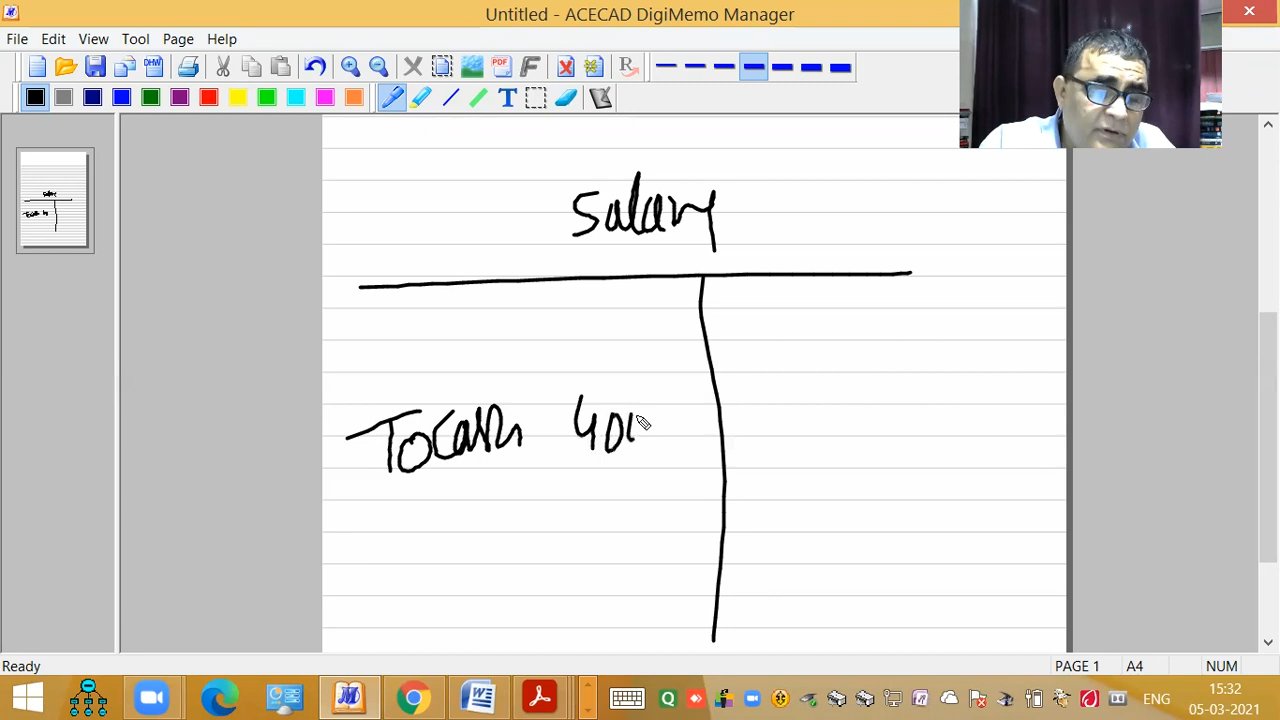 Untitled - ACECAD DigiMemo Manager
File Edit View Tool Page Help
Salary
To Cash 40
Ready
PAGE 1 A4 NUM
ENG
15:32
05-03-2021